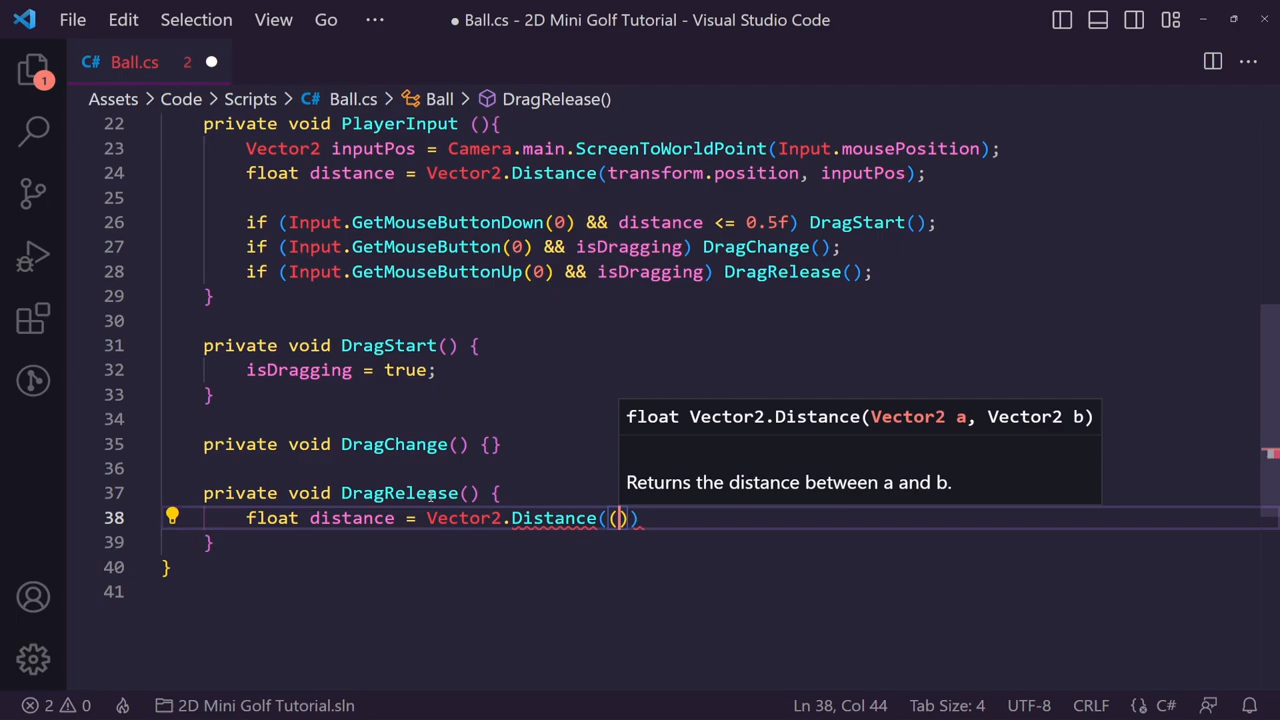 File Edit Selection View Go ··· ● Ball.cs - 2D Mini Golf Tutorial - Visual Studio Code
C# Ball.cs 2
1
Assets > Code > Scripts > C# Ball.cs > Ball > DragRelease()
22 private void PlayerInput (){
23 Vector2 inputPos = Camera.main.ScreenToWorldPoint(Input.mousePosition);
24 float distance = Vector2.Distance(transform.position, inputPos);
25
26 if (Input.GetMouseButtonDown(0) && distance <= 0.5f) DragStart();
27 if (Input.GetMouseButton(0) && isDragging) DragChange();
28 if (Input.GetMouseButtonUp(0) && isDragging) DragRelease();
29 }
30
31 private void DragStart() {
32 isDragging = true;
33 }
34
float Vector2.Distance(Vector2 a, Vector2 b)
35 private void DragChange() {}
36
Returns the distance between a and b.
37 private void DragRelease() {
38 float distance = Vector2.Distance(())
39 }
40 }
41
2 0 2D Mini Golf Tutorial.sln Ln 38, Col 44 Tab Size: 4 UTF-8 CRLF {} C#